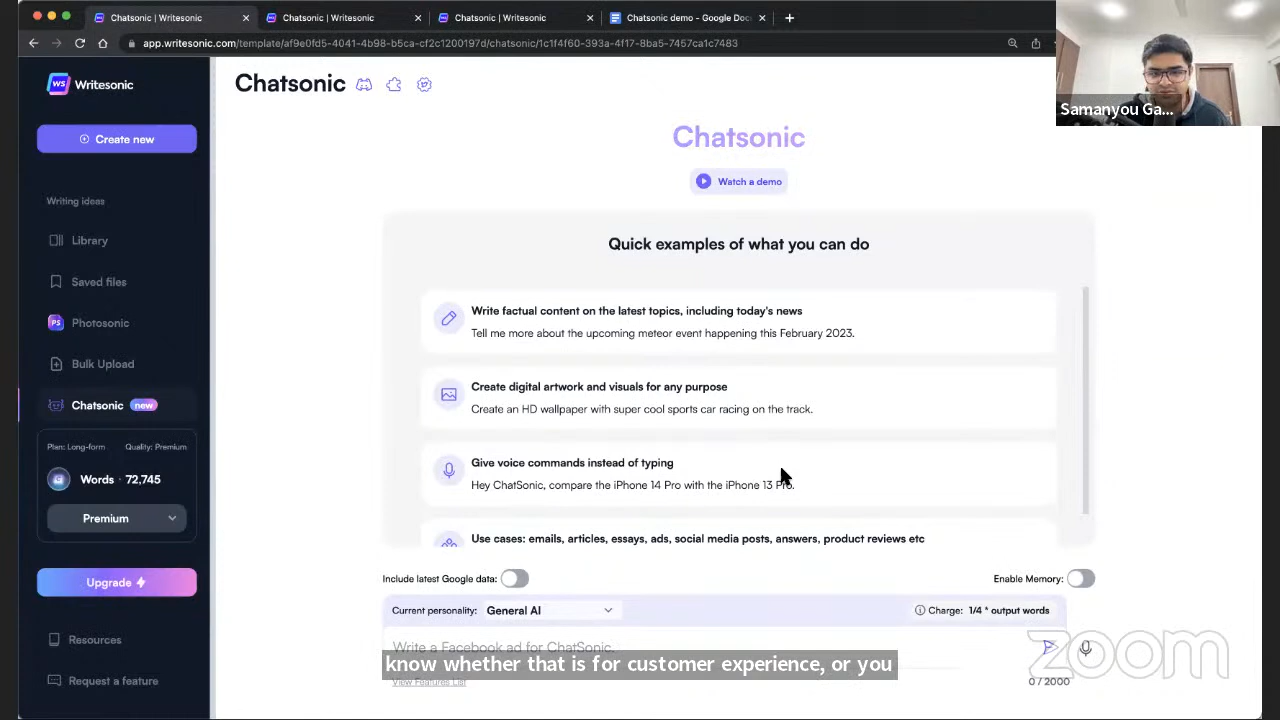 Chatsonic | Writesonic
Chatsonic | Writesonic
Chatsonic | Writesonic
Chatsonic demo - Google Doc
app.writesonic.com/template/af9e0fd5-4041-4b98-b5ca-cf2c1200197d/chatsonic/1c1f4f60-393a-4f17-8ba5-7457ca1c7483
Samanyou Ga...
WS Writesonic
Create new
Writing ideas
Library
Saved files
PS Photosonic
Bulk Upload
Chatsonic new
Plan: Long-form Quality: Premium
Words · 72,745
Premium
Upgrade
Resources
Request a feature
Chatsonic
Chatsonic
Watch a demo
Quick examples of what you can do
Write factual content on the latest topics, including today's news
Tell me more about the upcoming meteor event happening this February 2023.
Create digital artwork and visuals for any purpose
Create an HD wallpaper with super cool sports car racing on the track.
Give voice commands instead of typing
Hey ChatSonic, compare the iPhone 14 Pro with the iPhone 13 Pro.
Use cases: emails, articles, essays, ads, social media posts, answers, product reviews etc
Include latest Google data: Enable Memory:
Current personality: General AI Charge: 1/4 * output words
Write a Facebook ad for ChatSonic.
know whether that is for customer experience, or you
zoom
View Features List 0 / 2000